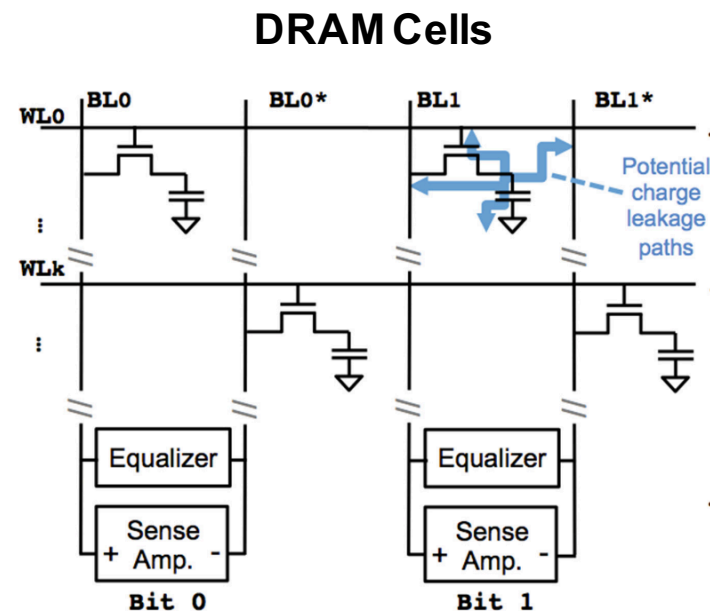 DRAM Cells
BL0 BL0* BL1 BL1*
WL0
Potential
charge
leakage
paths
⋮
WLk
⋮
Equalizer Equalizer
Sense Sense
+ Amp. - + Amp. -
Bit 0 Bit 1